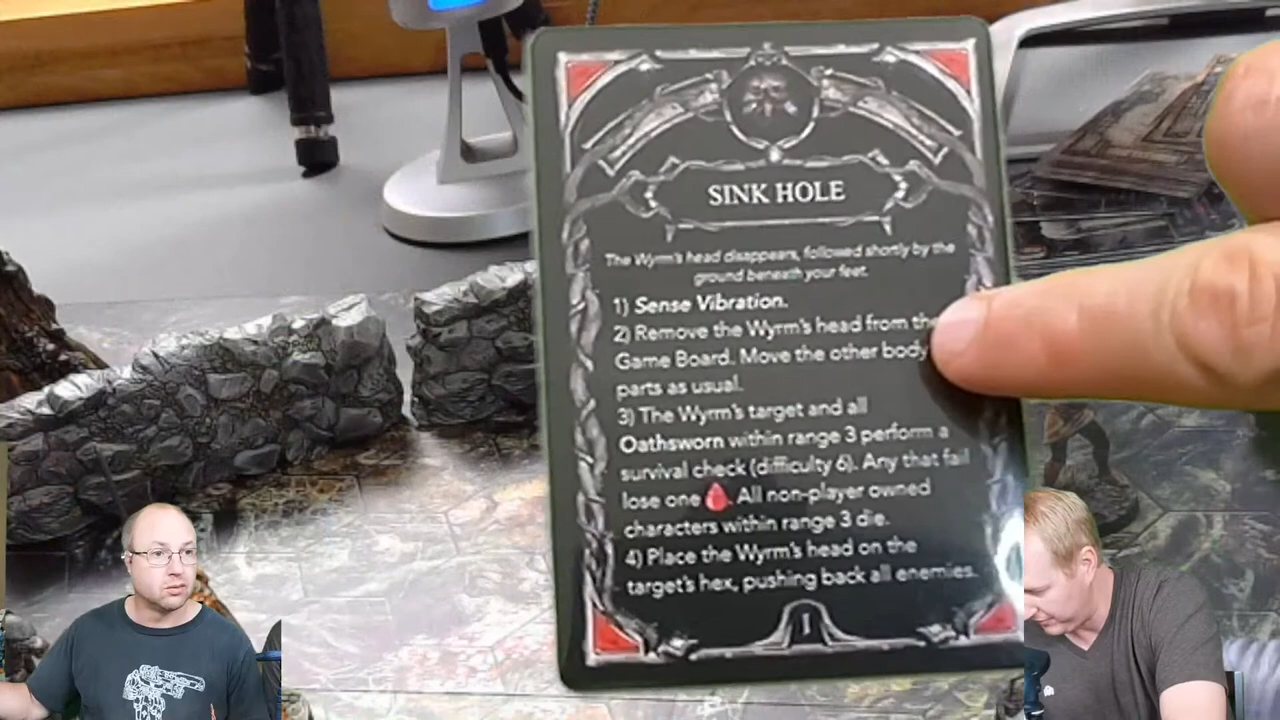 SINK HOLE
The Wyrm's head disappears, followed shortly by the
ground beneath your feet.
1) Sense Vibration.
2) Remove the Wyrm's head from the
Game Board. Move the other body
parts as usual.
3) The Wyrm's target and all
Oathsworn within range 3 perform a
survival check (difficulty 6). Any that fail
lose one . All non-player owned
characters within range 3 die.
4) Place the Wyrm's head on the
target's hex, pushing back all enemies.
I